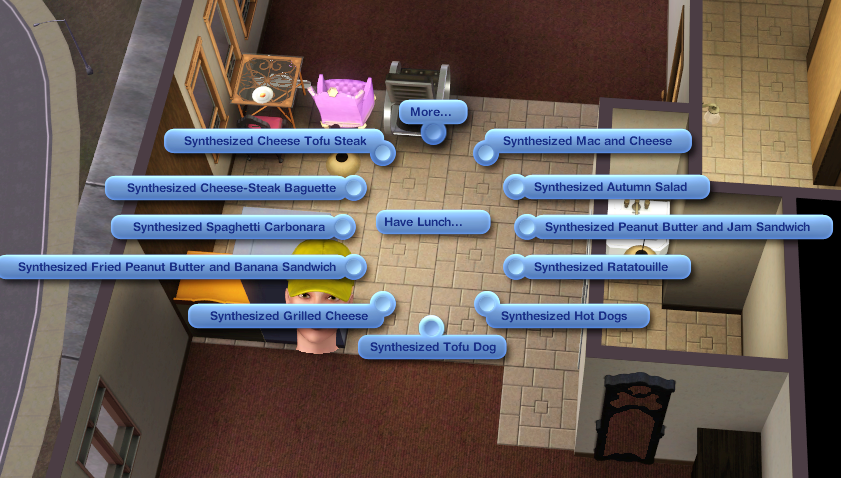 More...
Synthesized Cheese Tofu Steak
Synthesized Mac and Cheese
Synthesized Cheese-Steak Baguette
Synthesized Autumn Salad
Synthesized Spaghetti Carbonara
Have Lunch...
Synthesized Peanut Butter and Jam Sandwich
Synthesized Fried Peanut Butter and Banana Sandwich
Synthesized Ratatouille
Synthesized Grilled Cheese
Synthesized Hot Dogs
Synthesized Tofu Dog